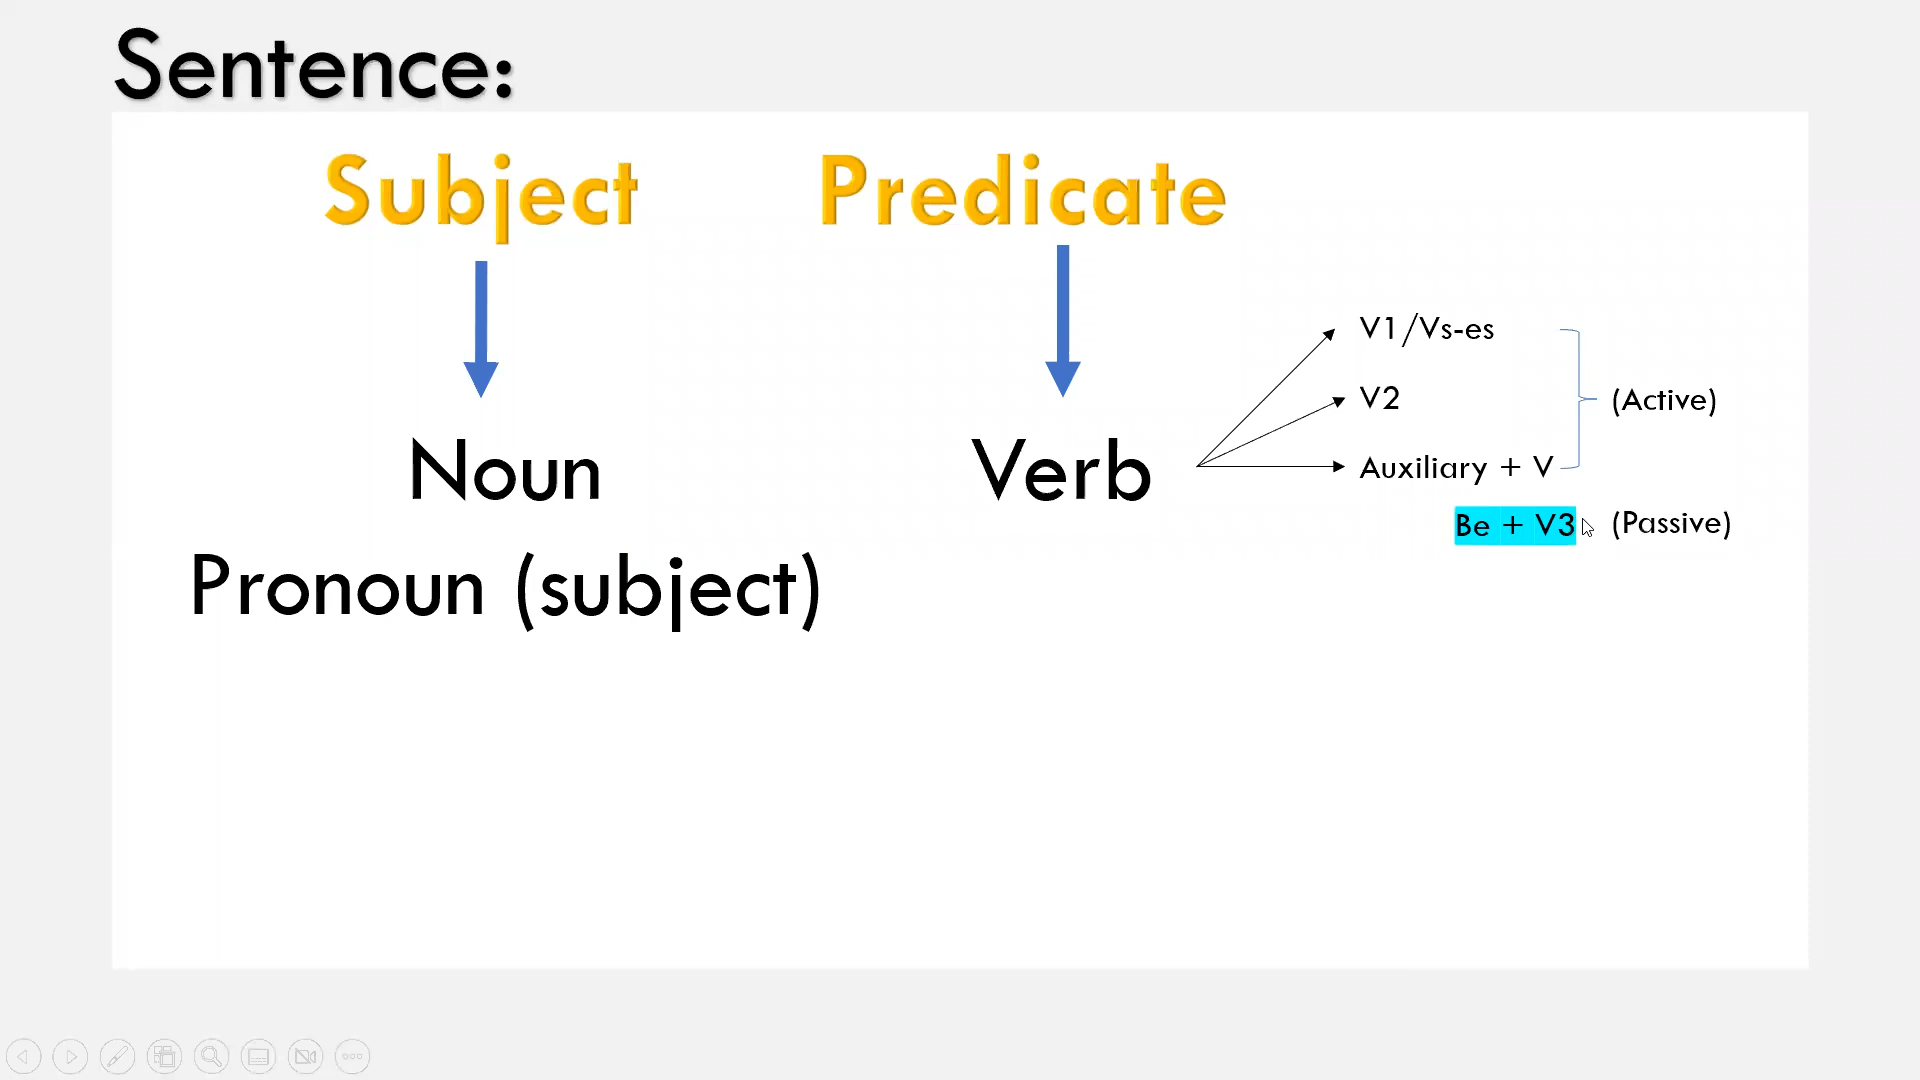 Sentence:
Subject Predicate
Noun
Pronoun (subject)
Verb
V1/Vs-es
V2
Auxiliary + V
(Active)
Be + V3 (Passive)